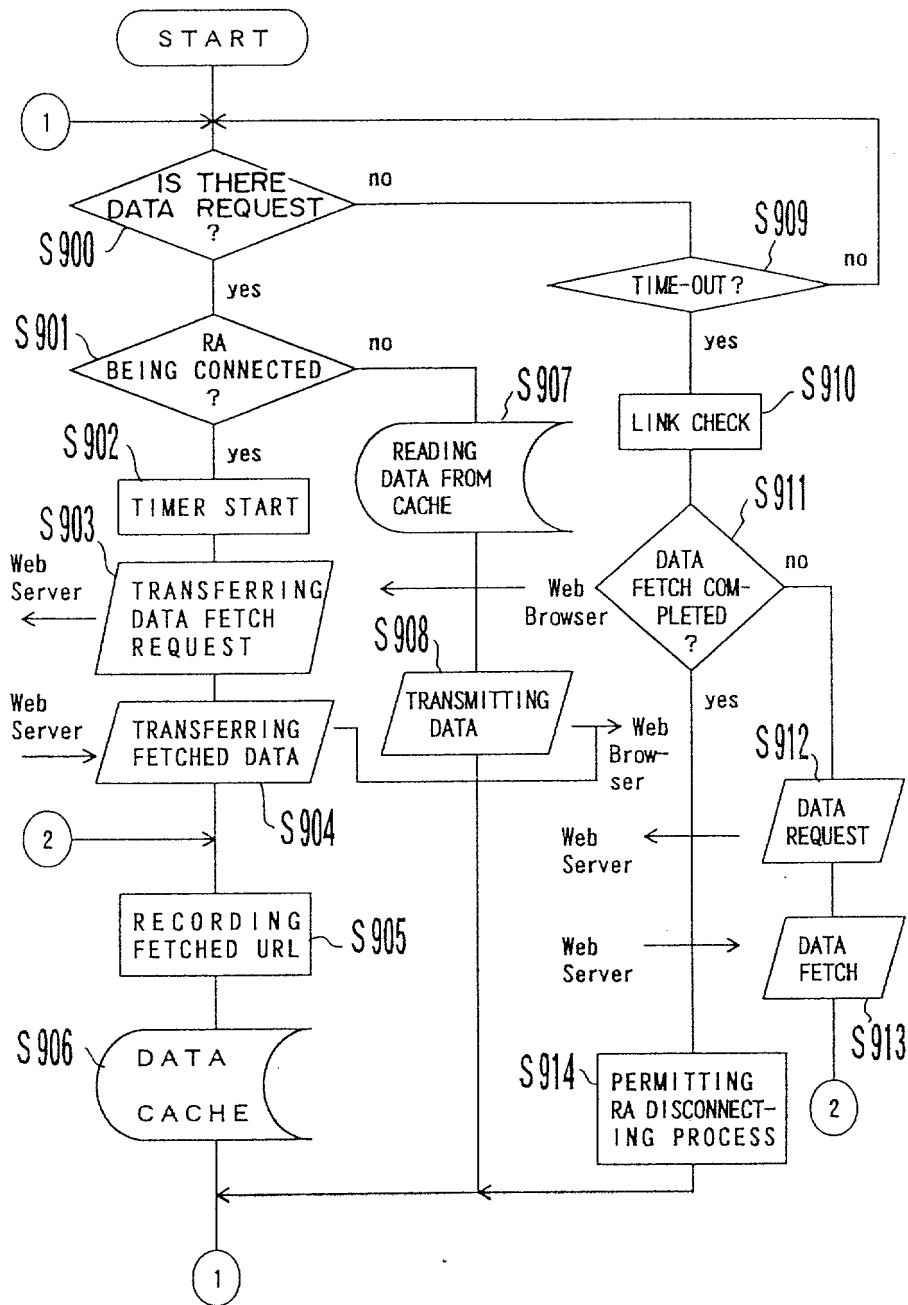 START
1
IS THERE
DATA REQUEST
?
no
S900
S909
TIME-OUT?
no
yes
yes
S901
RA
BEING CONNECTED
?
no
S907
S910
LINK CHECK
S902
yes
READING
DATA FROM
CACHE
TIMER START
S911
S903
DATA
FETCH COM-
PLETED
?
no
Web
Server
TRANSFERRING
DATA FETCH
REQUEST
Web
Browser
S908
yes
Web
Server
TRANSFERRING
FETCHED DATA
TRANSMITTING
DATA
Web
Brow-
ser
S912
S904
2
DATA
REQUEST
Web
Server
RECORDING
FETCHED URL
S905
Web
Server
DATA
FETCH
S913
S906
DATA
CACHE
S914
PERMITTING
RA DISCONNECT-
ING PROCESS
2
1